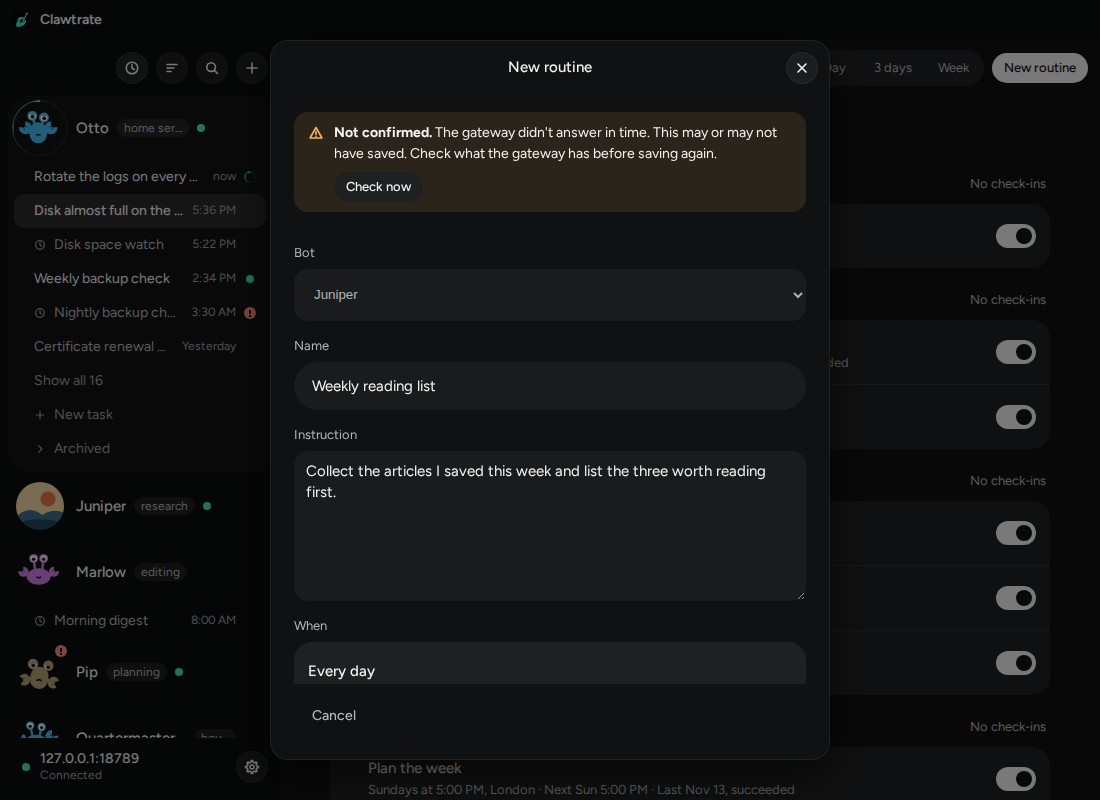 Clawtrate
Day
3 days
Week
New routine
Otto
home ser...
Rotate the logs on every ...
now
Disk almost full on the ...
5:36 PM
Disk space watch
5:22 PM
Weekly backup check
2:34 PM
Nightly backup ch...
3:30 AM
Certificate renewal ...
Yesterday
Show all 16
New task
Archived
Juniper
research
Marlow
editing
Morning digest
8:00 AM
Pip
planning
Quartermaster
127.0.0.1:18789
Connected
New routine
Not confirmed. The gateway didn't answer in time. This may or may not
have saved. Check what the gateway has before saving again.
Check now
Bot
Juniper
Name
Weekly reading list
Instruction
Collect the articles I saved this week and list the three worth reading
first.
When
Every day
Cancel
No check-ins
No check-ins
No check-ins
No check-ins
Plan the week
Sundays at 5:00 PM, London · Next Sun 5:00 PM · Last Nov 13, succeeded